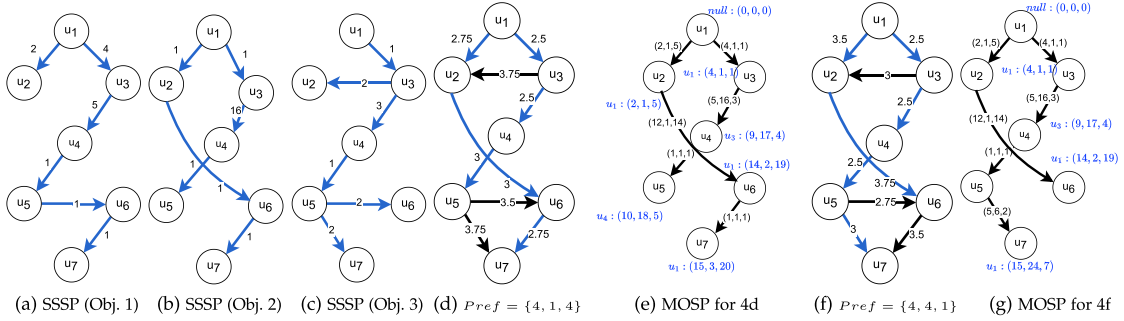 u1
2
4
u2
u3
5
u4
1
u5
1
u6
1
u7
(a) SSSP (Obj. 1)
u1
1
1
u2
u3
16
u4
1
1
u5
u6
1
u7
(b) SSSP (Obj. 2)
u1
1
u2
2
u3
3
u4
1
u5
2
u6
2
u7
(c) SSSP (Obj. 3)
u1
2.75
2.5
u2
3.75
u3
2.5
u4
3
3
u5
3.5
u6
3.75
2.75
u7
(d) Pref = {4, 1, 4}
null : (0, 0, 0)
u1
(2,1,5)
(4,1,1)
u2
u1 : (4, 1, 1)
u3
u1 : (2, 1, 5)
(5,16,3)
(12,1,14)
u4
u3 : (9, 17, 4)
(1,1,1)
u1 : (14, 2, 19)
u5
u6
u4 : (10, 18, 5)
(1,1,1)
u7
u1 : (15, 3, 20)
(e) MOSP for 4d
u1
3.5
2.5
u2
3
u3
2.5
u4
2.5
3.75
u5
2.75
u6
3
3.5
u7
(f) Pref = {4, 4, 1}
null : (0, 0, 0)
u1
(2,1,5)
(4,1,1)
u2
u1 : (4, 1, 1)
u3
(5,16,3)
(12,1,14)
u4
u3 : (9, 17, 4)
(1,1,1)
u1 : (14, 2, 19)
u5
u6
(5,6,2)
u7
u1 : (15, 24, 7)
(g) MOSP for 4f